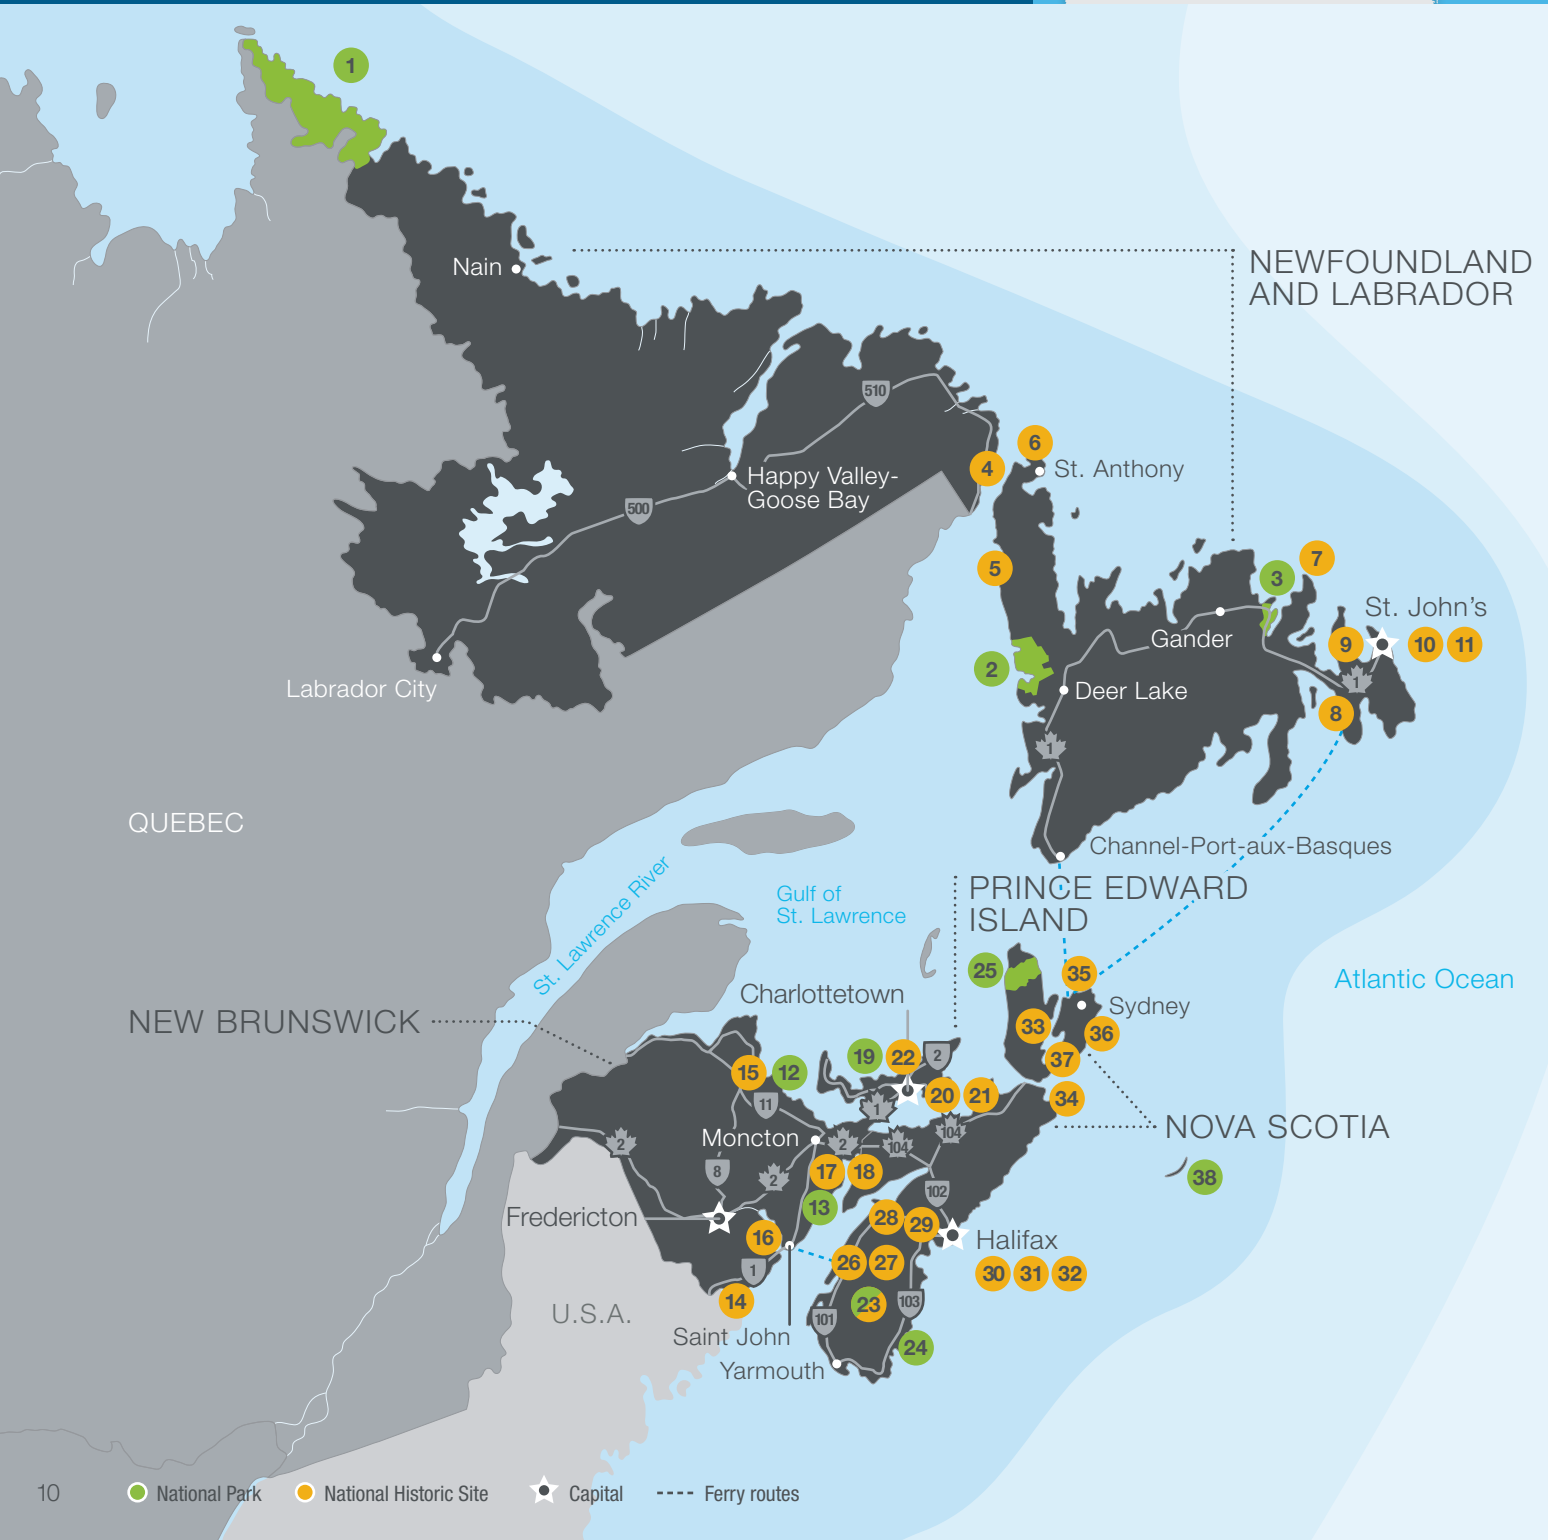 1
NEWFOUNDLAND
AND LABRADOR
Nain
510
6
4
St. Anthony
Happy Valley-
Goose Bay
500
5
7
3
St. John's
Gander
9
10
11
2
1
Labrador City
Deer Lake
8
1
QUEBEC
Channel-Port-aux-Basques
PRINCE EDWARD
ISLAND
Gulf of
St. Lawrence
St. Lawrence River
25
35
Atlantic Ocean
Charlottetown
Sydney
NEW BRUNSWICK
33
36
19
22
2
37
15
12
20
21
34
11
1
NOVA SCOTIA
Moncton
2
2
104
104
17
18
8
2
38
102
13
Fredericton
28
29
16
Halifax
26
27
1
30
31
32
14
23
103
U.S.A.
101
Saint John
24
Yarmouth
10
National Park
National Historic Site
Capital
Ferry routes